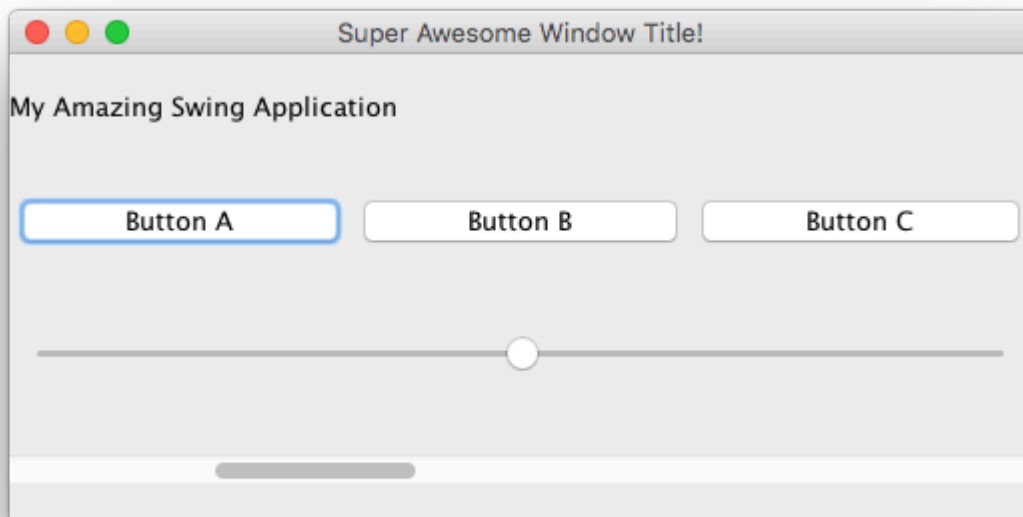 Super Awesome Window Title!
My Amazing Swing Application
Button A Button B Button C